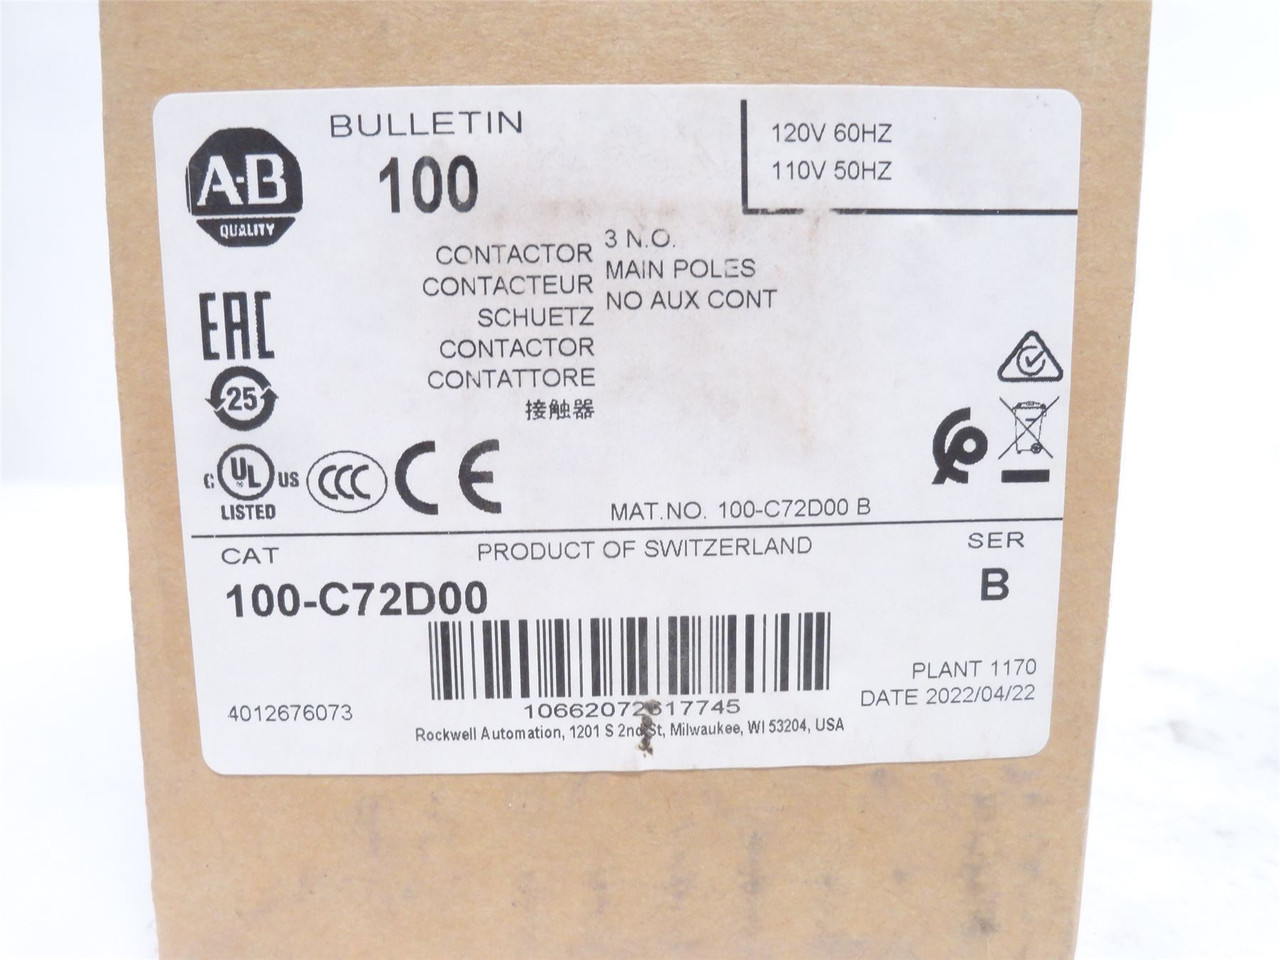 BULLETIN
100
A-B
QUALITY
120V 60HZ
110V 50HZ
CONTACTOR
CONTACTEUR
SCHUETZ
CONTACTOR
CONTATTORE
接触器
3 N.O.
MAIN POLES
NO AUX CONT
EAC
25
C UL US
LISTED
CCC
CE
MAT.NO. 100-C72D00 B
CAT
PRODUCT OF SWITZERLAND
SER
100-C72D00
B
PLANT 1170
DATE 2022/04/22
4012676073
Rockwell Automation, 1201 S 2nd St, Milwaukee, WI 53204, USA